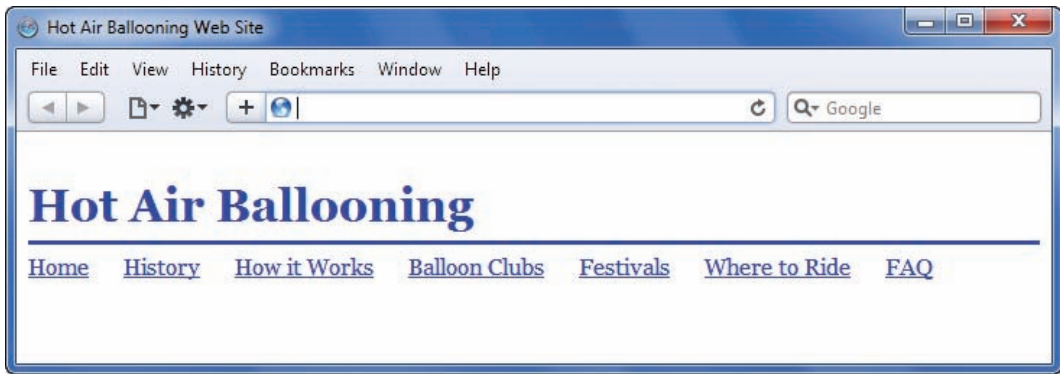 Hot Air Ballooning Web Site
File Edit View History Bookmarks Window Help
Google
Hot Air Ballooning
Home History How it Works Balloon Clubs Festivals Where to Ride FAQ